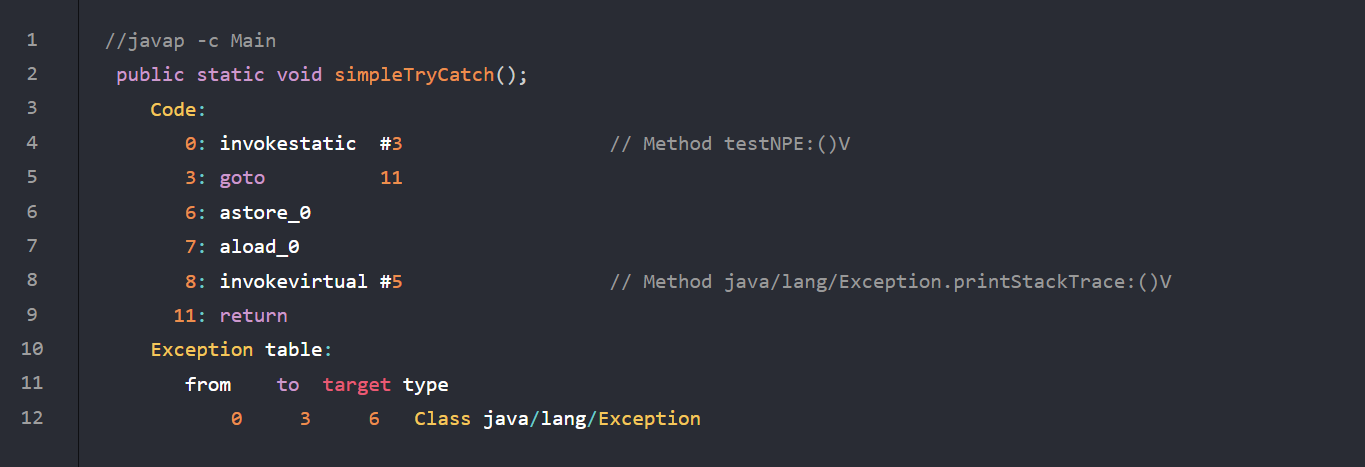 1 //javap -c Main
2 public static void simpleTryCatch();
3 Code:
4 0: invokestatic #3 // Method testNPE:()V
5 3: goto 11
6 6: astore_0
7 7: aload_0
8 8: invokevirtual #5 // Method java/lang/Exception.printStackTrace:()V
9 11: return
10 Exception table:
11 from to target type
12 0 3 6 Class java/lang/Exception